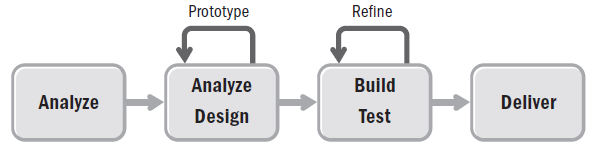 Prototype
Refine
Analyze
Analyze
Design
Build
Test
Deliver